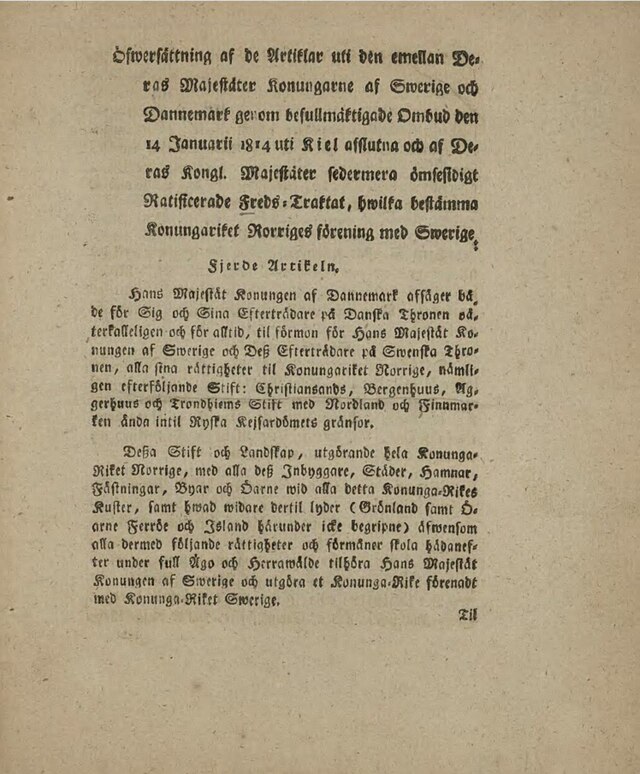 Öfwersättning af de Artiklar uti den emellan De-
ras Majestäter Konungarne af Swerige och
Dannemark genom befullmäktigade Ombud den
14 Januarii 1814 uti Kiel afslutna och af De-
ras Kongl. Majestäter sedermera ömsesidigt
Ratificerade Freds-Traktat, hwilka bestämma
Konungariket Norriges förening med Swerige.
Fjerde Artikeln.
Hans Majestät Konungen af Dannemark afsäger bå-
de för Sig och Sina Efterträdare på Danska Thronen oå-
terkalleligen och för alltid, til förmon för Hans Majestät Ko-
nungen af Swerige och Deß Efterträdare på Swenska Thro-
nen, alla sina rättigheter til Konungariket Norrige, nämli-
gen efterföljande Stift: Christiansands, Bergenhuus, Ag-
gerhuus och Trondhiems Stift med Nordland och Finnmar-
ken ända intil Ryska Kejsardömets gränsor.
Deßa Stift och Landskap, utgörande hela Konunga-
Riket Norrige, med alla deß Inbyggare, Städer, Hamnar,
Fästningar, Byar och Öarne wid alla detta Konunga-Rikes
Kuster, samt hwad widare dertil lyder (Grönland samt Ö-
arne Ferröe och Island härunder icke begripne) äfwensom
alla dermed följande rättigheter och förmåner skola hädanef-
ter under full Ägo och Herrawälde tilhöra Hans Majestät
Konungen af Swerige och utgöra et Konunga-Rike förenadt
med Konunga-Riket Swerige.
Til